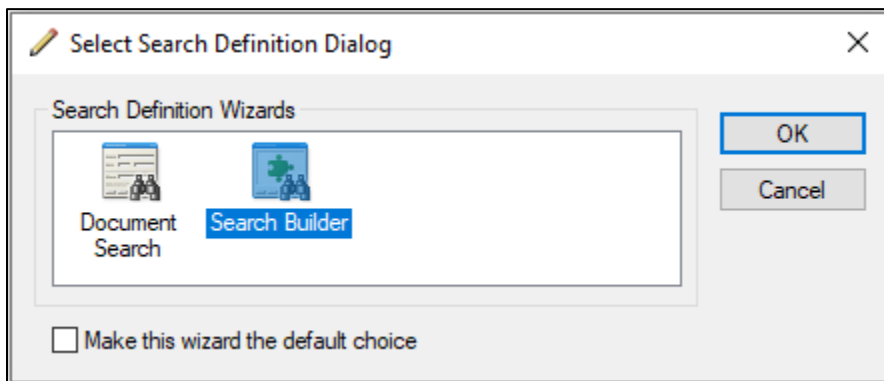 Select Search Definition Dialog
Search Definition Wizards
OK
Cancel
Document
Search
Search Builder
Make this wizard the default choice